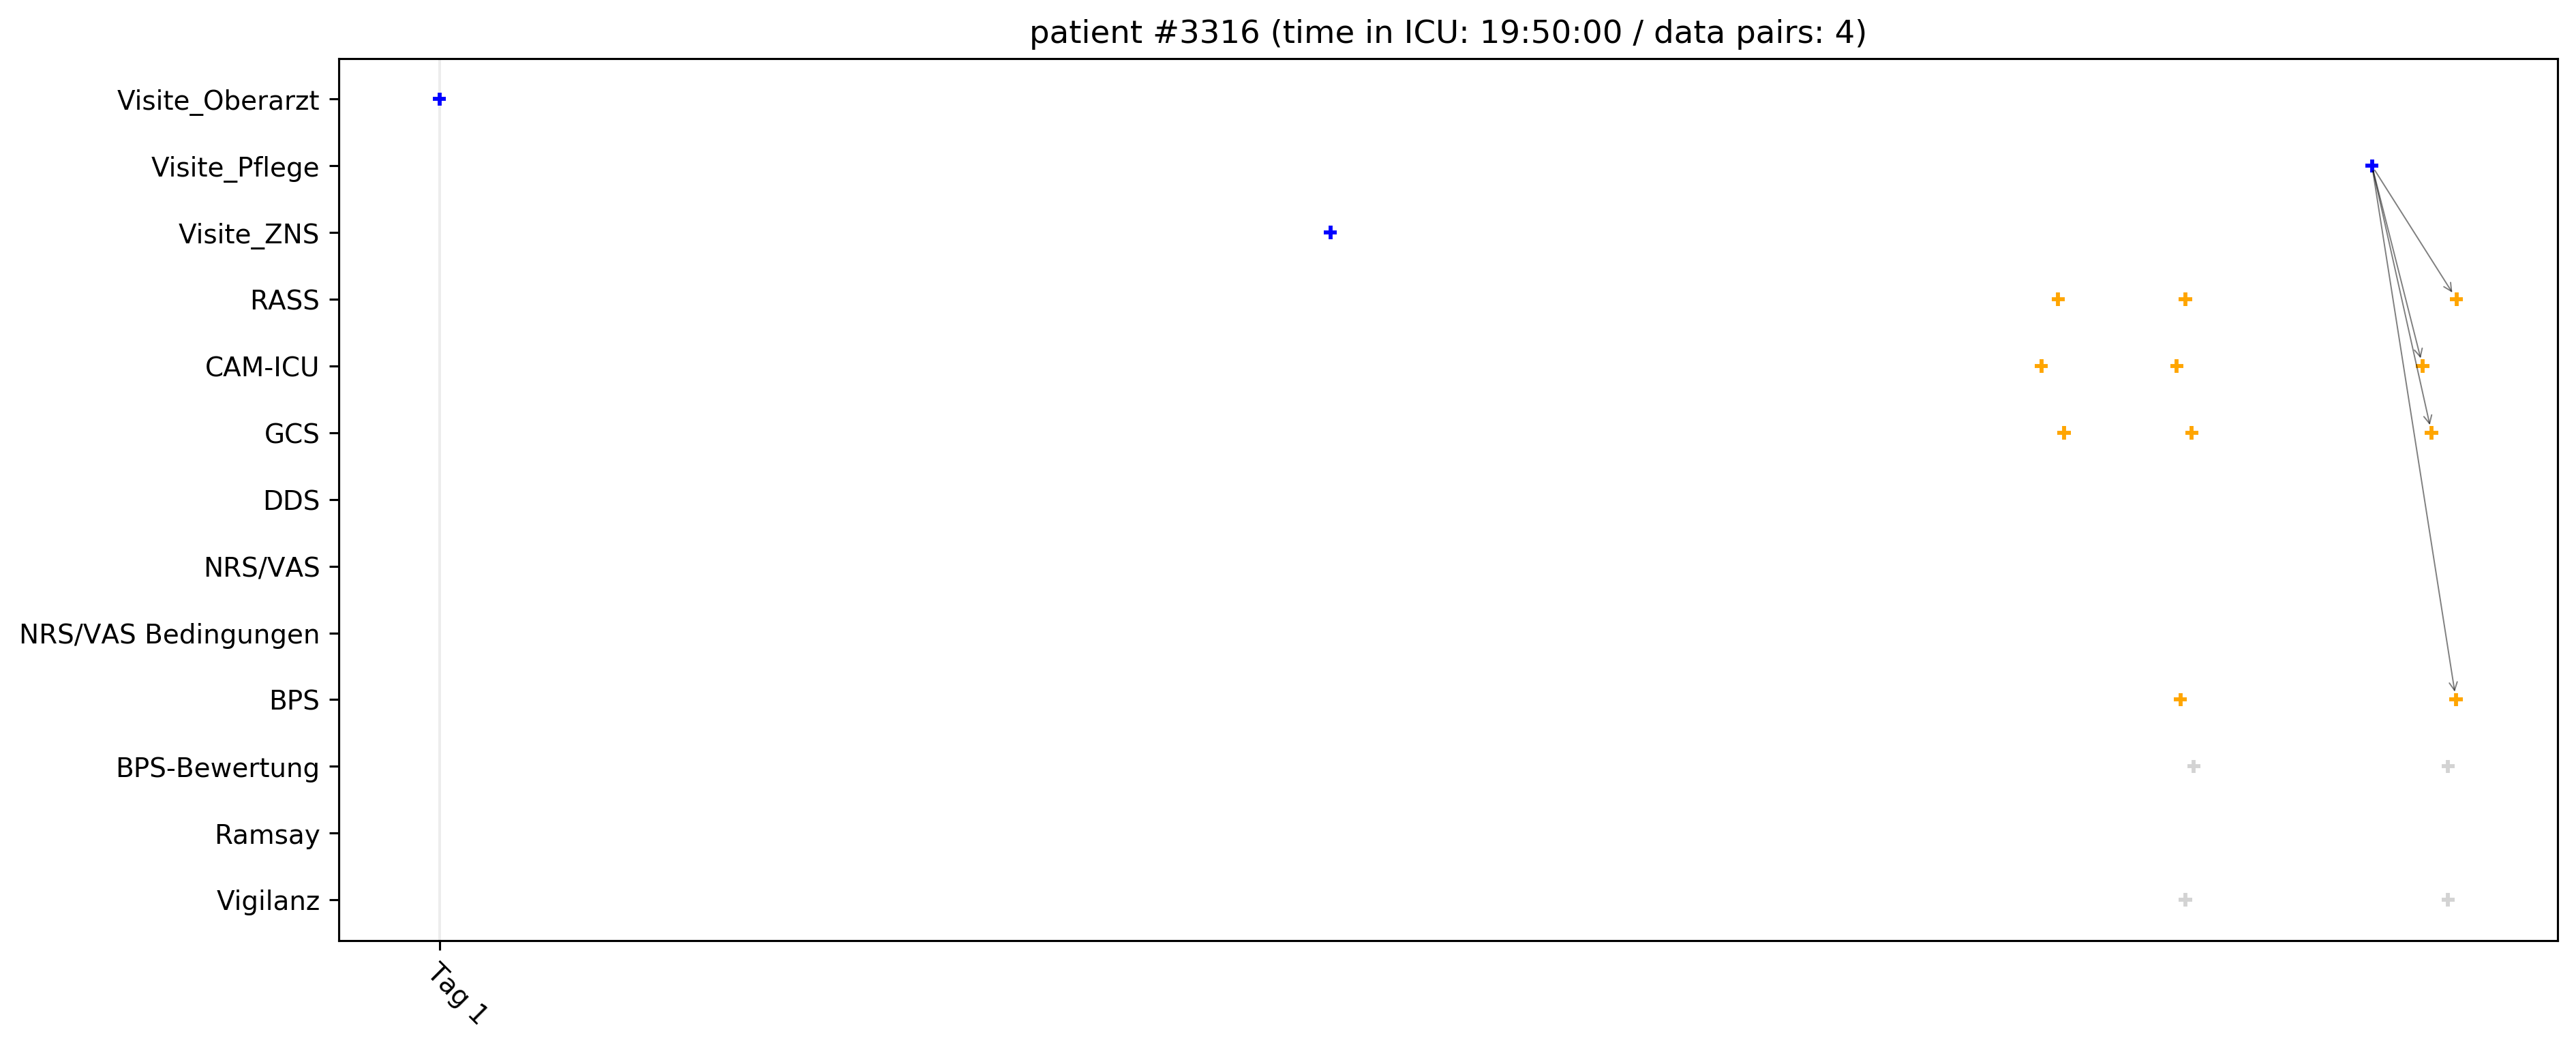 patient #3316 (time in ICU: 19:50:00 / data pairs: 4)
Visite_Oberarzt
Visite_Pflege
Visite_ZNS
RASS
CAM-ICU
GCS
DDS
NRS/VAS
NRS/VAS Bedingungen
BPS
BPS-Bewertung
Ramsay
Vigilanz
Tag 1